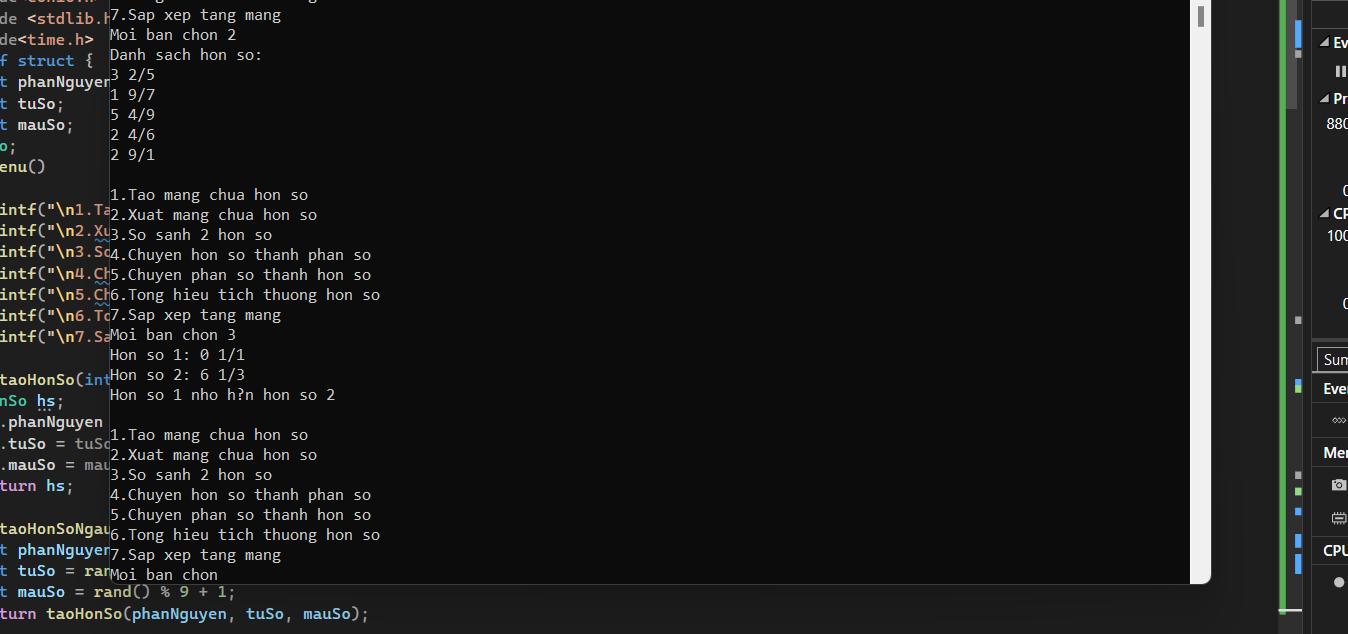 de <stdlib.h
de<time.h>
f struct {
t phanNguyen
t tuSo;
t mauSo;
o;
enu()
intf("\n1.Ta
intf("\n2.Xu
intf("\n3.So
intf("\n4.Ch
intf("\n5.Ch
intf("\n6.To
intf("\n7.Sa
taoHonSo(int
nSo hs;
.phanNguyen
.tuSo = tuSo
.mauSo = mau
turn hs;
taoHonSoNgau
t phanNguyen
t tuSo = ran
t mauSo = rand() % 9 + 1;
turn taoHonSo(phanNguyen, tuSo, mauSo);
7.Sap xep tang mang
Moi ban chon 2
Danh sach hon so:
3 2/5
1 9/7
5 4/9
2 4/6
2 9/1
1.Tao mang chua hon so
2.Xuat mang chua hon so
3.So sanh 2 hon so
4.Chuyen hon so thanh phan so
5.Chuyen phan so thanh hon so
6.Tong hieu tich thuong hon so
7.Sap xep tang mang
Moi ban chon 3
Hon so 1: 0 1/1
Hon so 2: 6 1/3
Hon so 1 nho h?n hon so 2
1.Tao mang chua hon so
2.Xuat mang chua hon so
3.So sanh 2 hon so
4.Chuyen hon so thanh phan so
5.Chuyen phan so thanh hon so
6.Tong hieu tich thuong hon so
7.Sap xep tang mang
Moi ban chon
Ev
Pr
880
0
CP
100
0
Sum
Eve
Mem
CPU